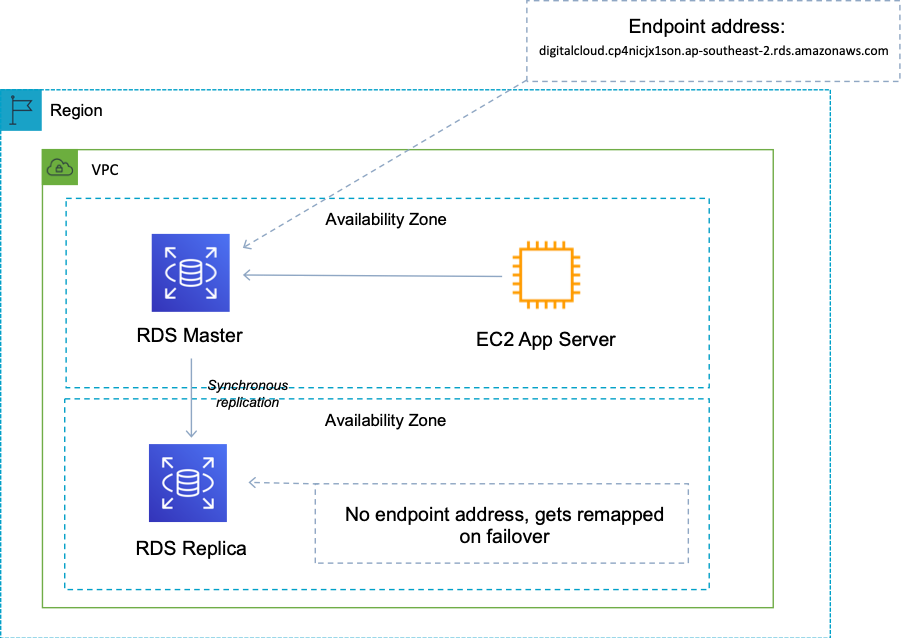 Endpoint address:
digitalcloud.cp4nicjx1son.ap-southeast-2.rds.amazonaws.com
Region
VPC
Availability Zone
RDS Master
EC2 App Server
Synchronous
replication
Availability Zone
No endpoint address, gets remapped
on failover
RDS Replica